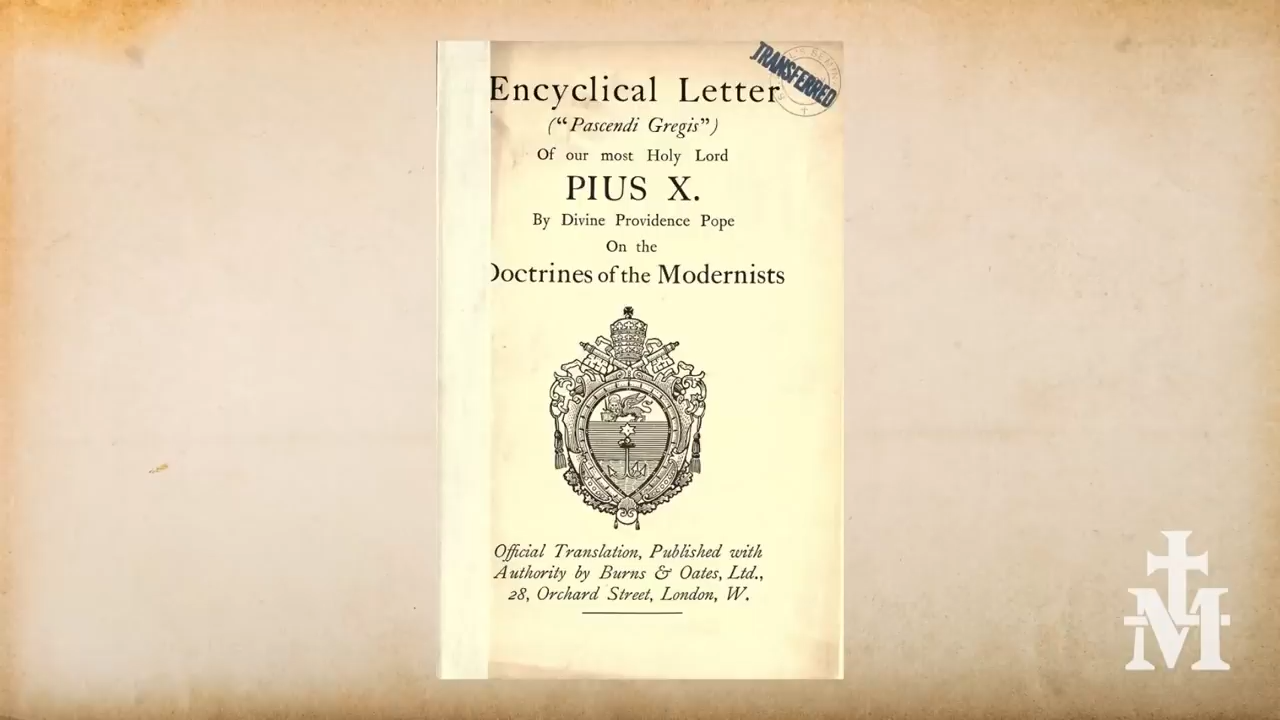 TRANSFERRED
Encyclical Letter
("Pascendi Gregis")
Of our most Holy Lord
PIUS X.
By Divine Providence Pope
On the
Doctrines of the Modernists
Official Translation, Published with
Authority by Burns & Oates, Ltd.,
28, Orchard Street, London, W.